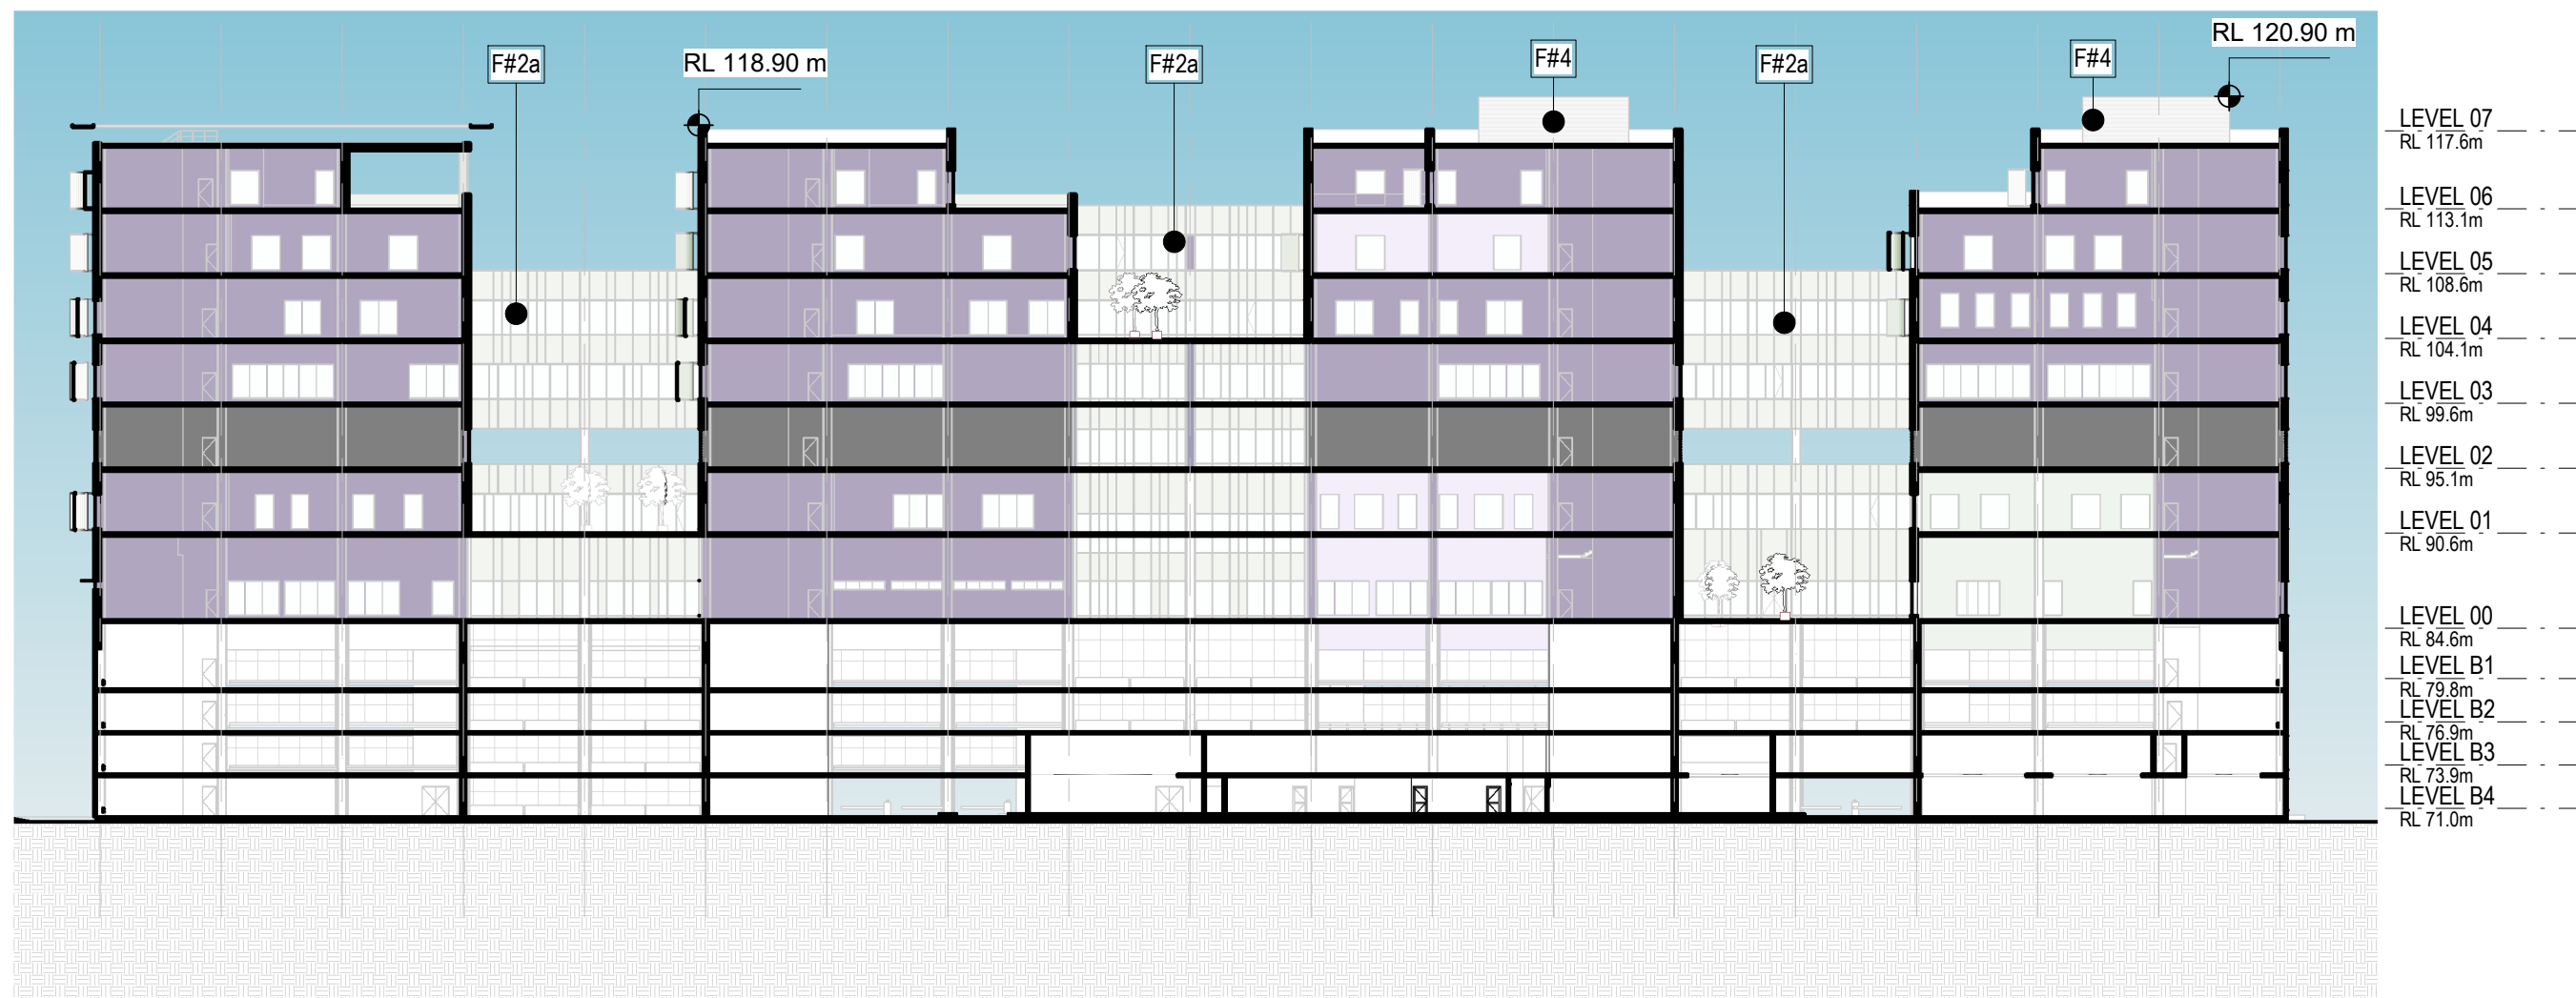 RL 120.90 m
F#2a
RL 118.90 m
F#2a
F#4
F#2a
F#4
LEVEL 07
RL 117.6m
LEVEL 06
RL 113.1m
LEVEL 05
RL 108.6m
LEVEL 04
RL 104.1m
LEVEL 03
RL 99.6m
LEVEL 02
RL 95.1m
LEVEL 01
RL 90.6m
LEVEL 00
RL 84.6m
LEVEL B1
RL 79.8m
LEVEL B2
RL 76.9m
LEVEL B3
RL 73.9m
LEVEL B4
RL 71.0m